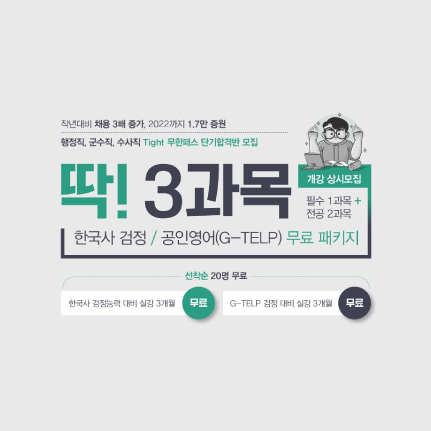 작년대비 채용 3배 증가, 2022까지 1.7만 증원
행정직, 군수직, 수사직 Tight 무한패스 단기합격반 모집
딱! 3과목
개강 상시모집
필수 1과목 +
전공 2과목
한국사 검정 / 공인영어(G-TELP) 무료 패키지
선착순 20명 무료
한국사 검정능력 대비 실강 3개월 무료
G-TELP 검정 대비 실강 3개월 무료